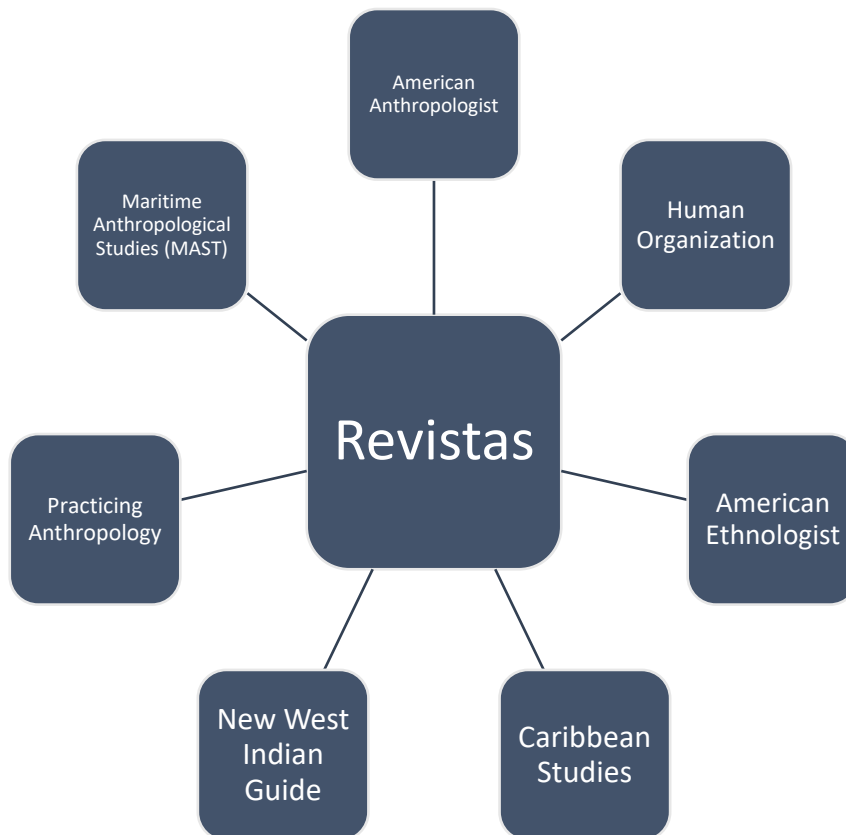 American
Anthropologist
Human
Organization
American
Ethnologist
Caribbean
Studies
New West
Indian
Guide
Practicing
Anthropology
Maritime
Anthropological
Studies (MAST)
Revistas